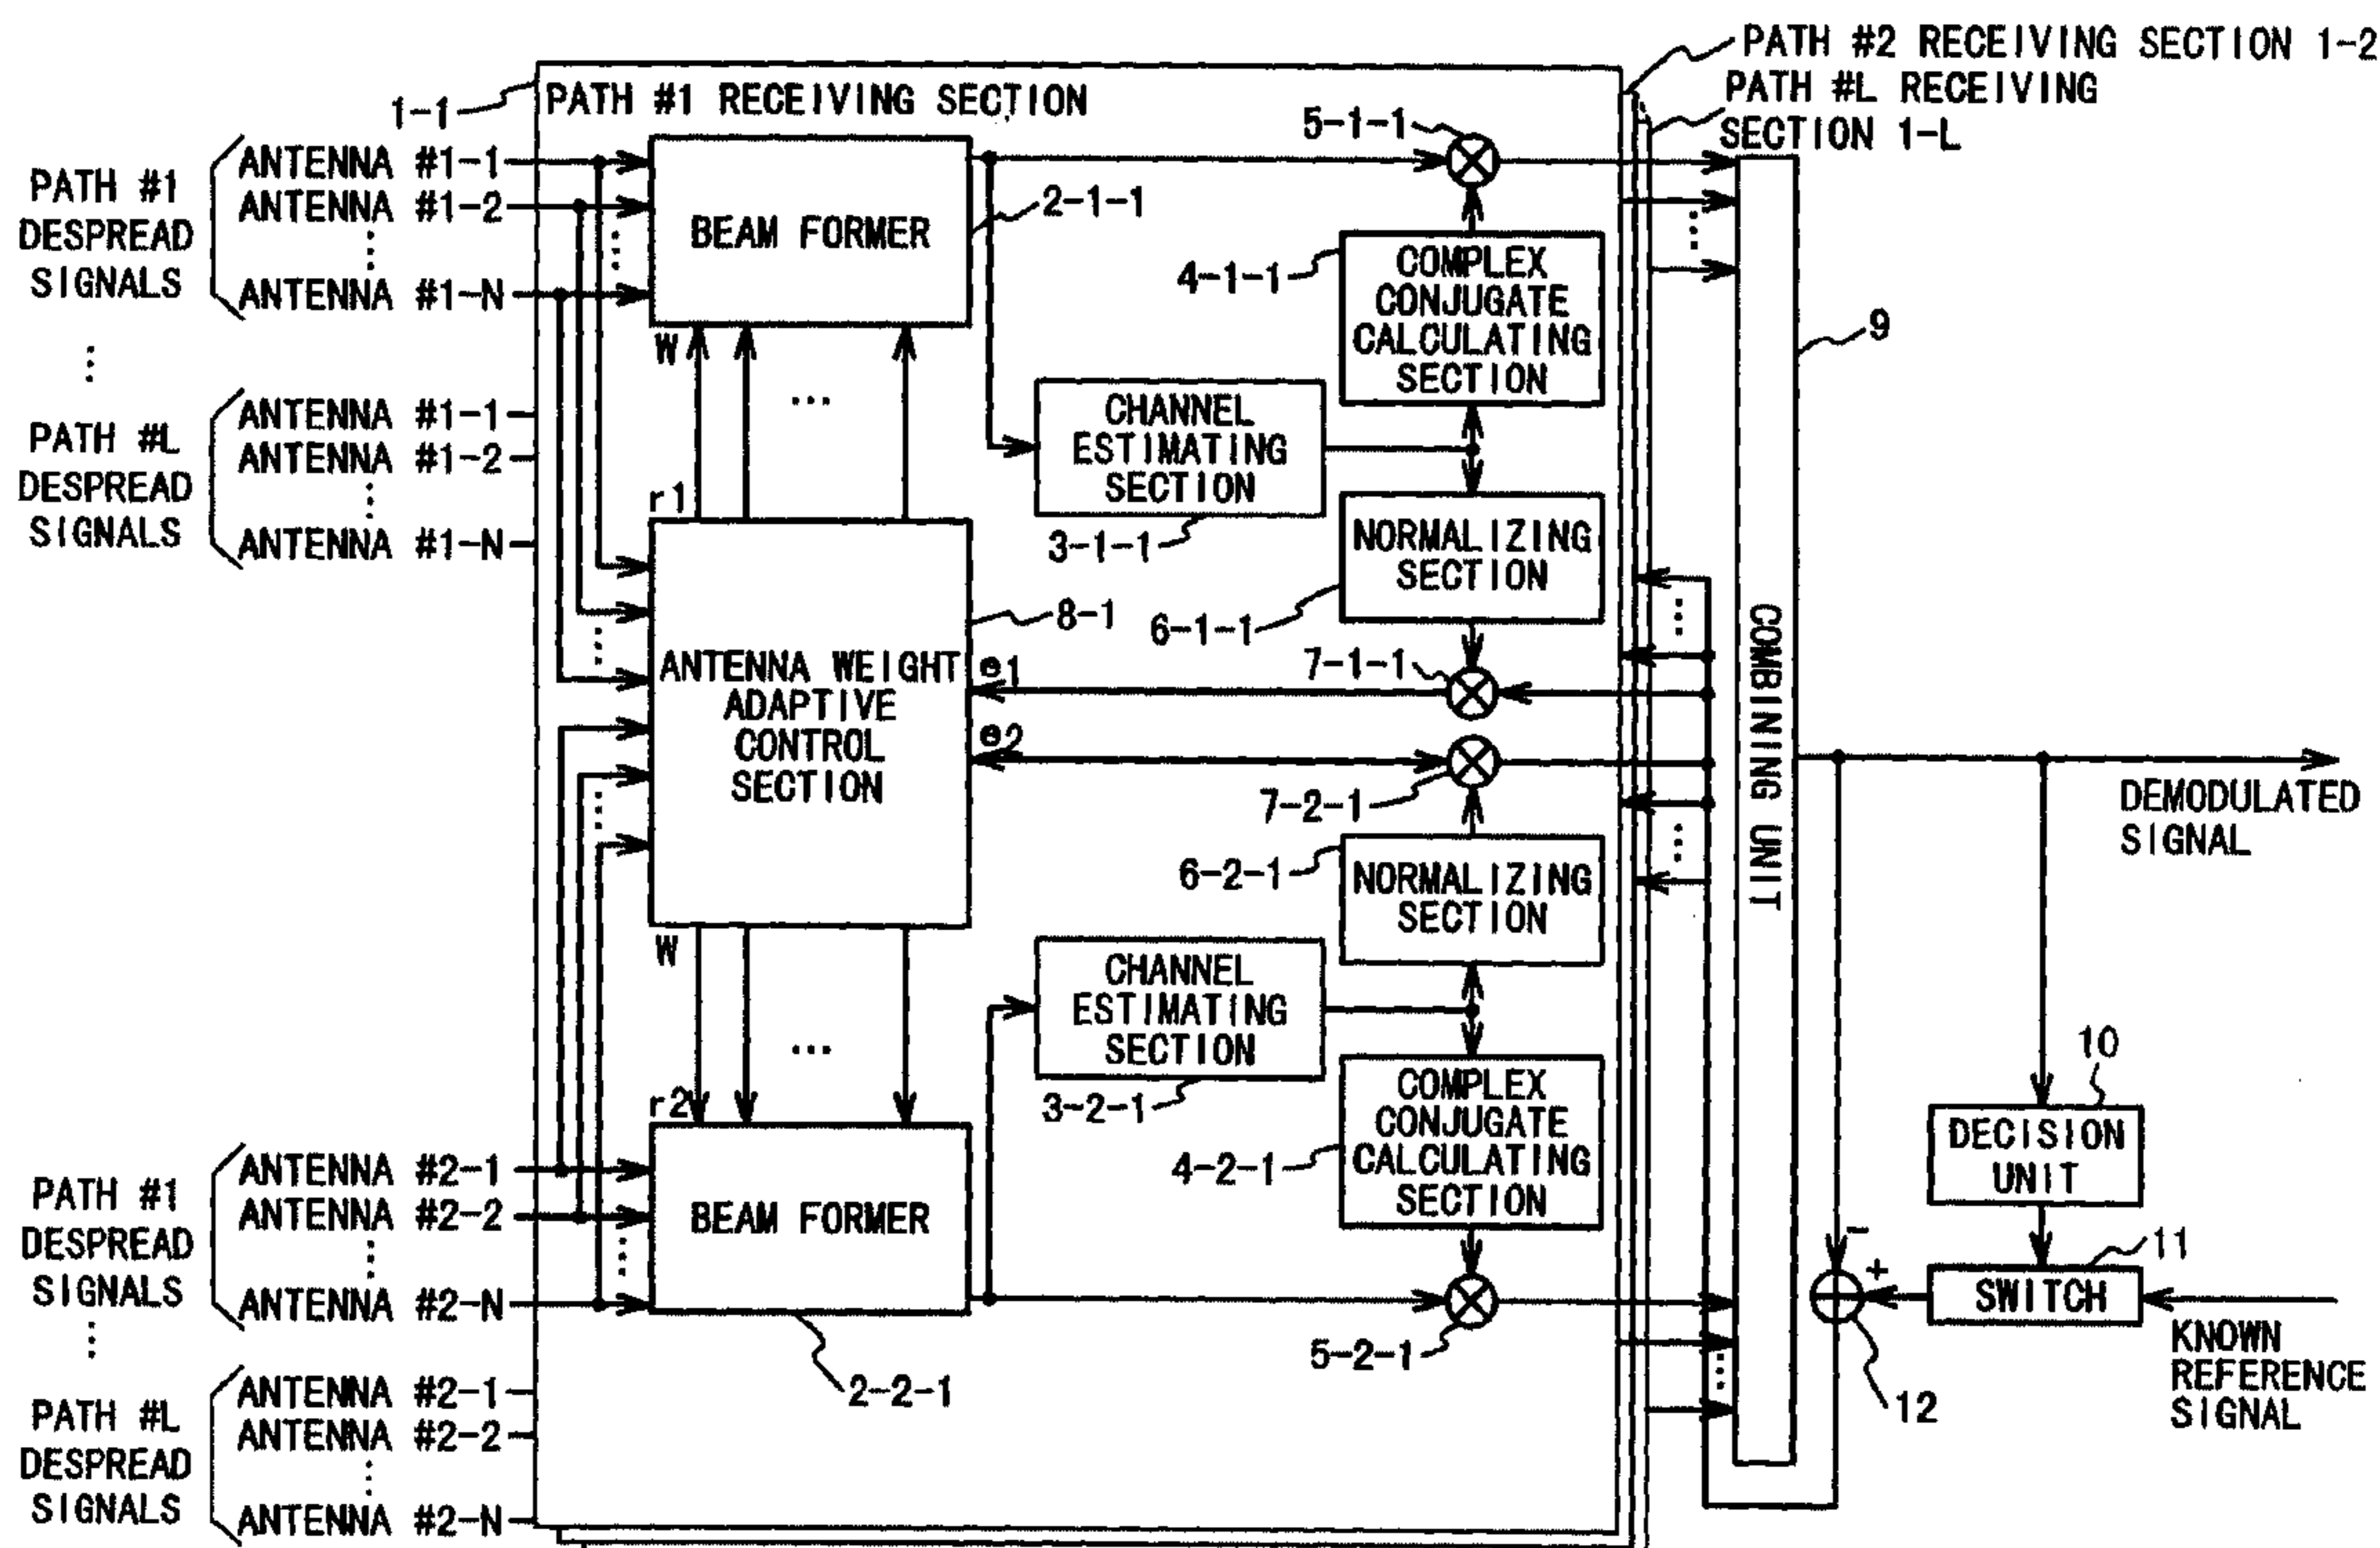 PATH #2 RECEIVING SECTION 1-2
PATH #L RECEIVING
SECTION 1-L
1-1
PATH #1 RECEIVING SECTION
PATH #1
DESPREAD
SIGNALS
ANTENNA #1-1
ANTENNA #1-2
ANTENNA #1-N
PATH #L
DESPREAD
SIGNALS
ANTENNA #1-1
ANTENNA #1-2
ANTENNA #1-N
BEAM FORMER
2-1-1
5-1-1
4-1-1
COMPLEX
CONJUGATE
CALCULATING
SECTION
W
r1
CHANNEL
ESTIMATING
SECTION
3-1-1
NORMALIZING
SECTION
6-1-1
8-1
ANTENNA WEIGHT
ADAPTIVE
CONTROL
SECTION
e1
7-1-1
e2
7-2-1
6-2-1
NORMALIZING
SECTION
W
r2
CHANNEL
ESTIMATING
SECTION
3-2-1
COMPLEX
CONJUGATE
CALCULATING
SECTION
4-2-1
PATH #1
DESPREAD
SIGNALS
ANTENNA #2-1
ANTENNA #2-2
ANTENNA #2-N
BEAM FORMER
2-2-1
5-2-1
PATH #L
DESPREAD
SIGNALS
ANTENNA #2-1
ANTENNA #2-2
ANTENNA #2-N
9
COMBINING UNIT
DEMODULATED
SIGNAL
10
DECISION
UNIT
11
SWITCH
-
+
12
KNOWN
REFERENCE
SIGNAL